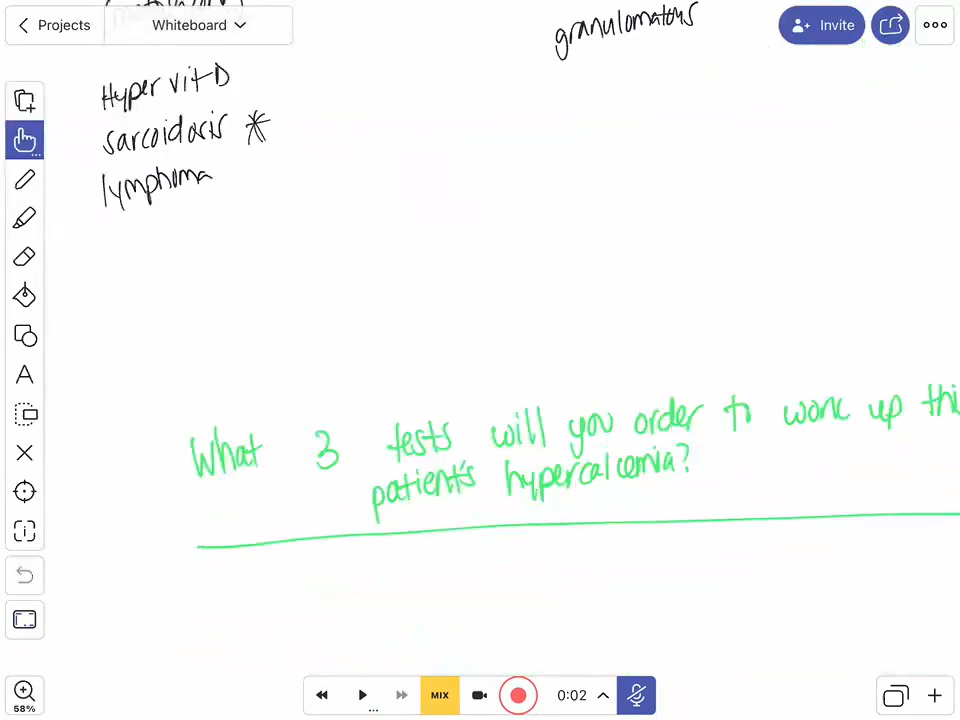 Projects
Whiteboard
Invite
granulomatous
Hyper vit D
sarcoidosis *
lymphoma
What 3 tests will you order to work up
patient's hypercalcemia?
58%
MIX
0:02